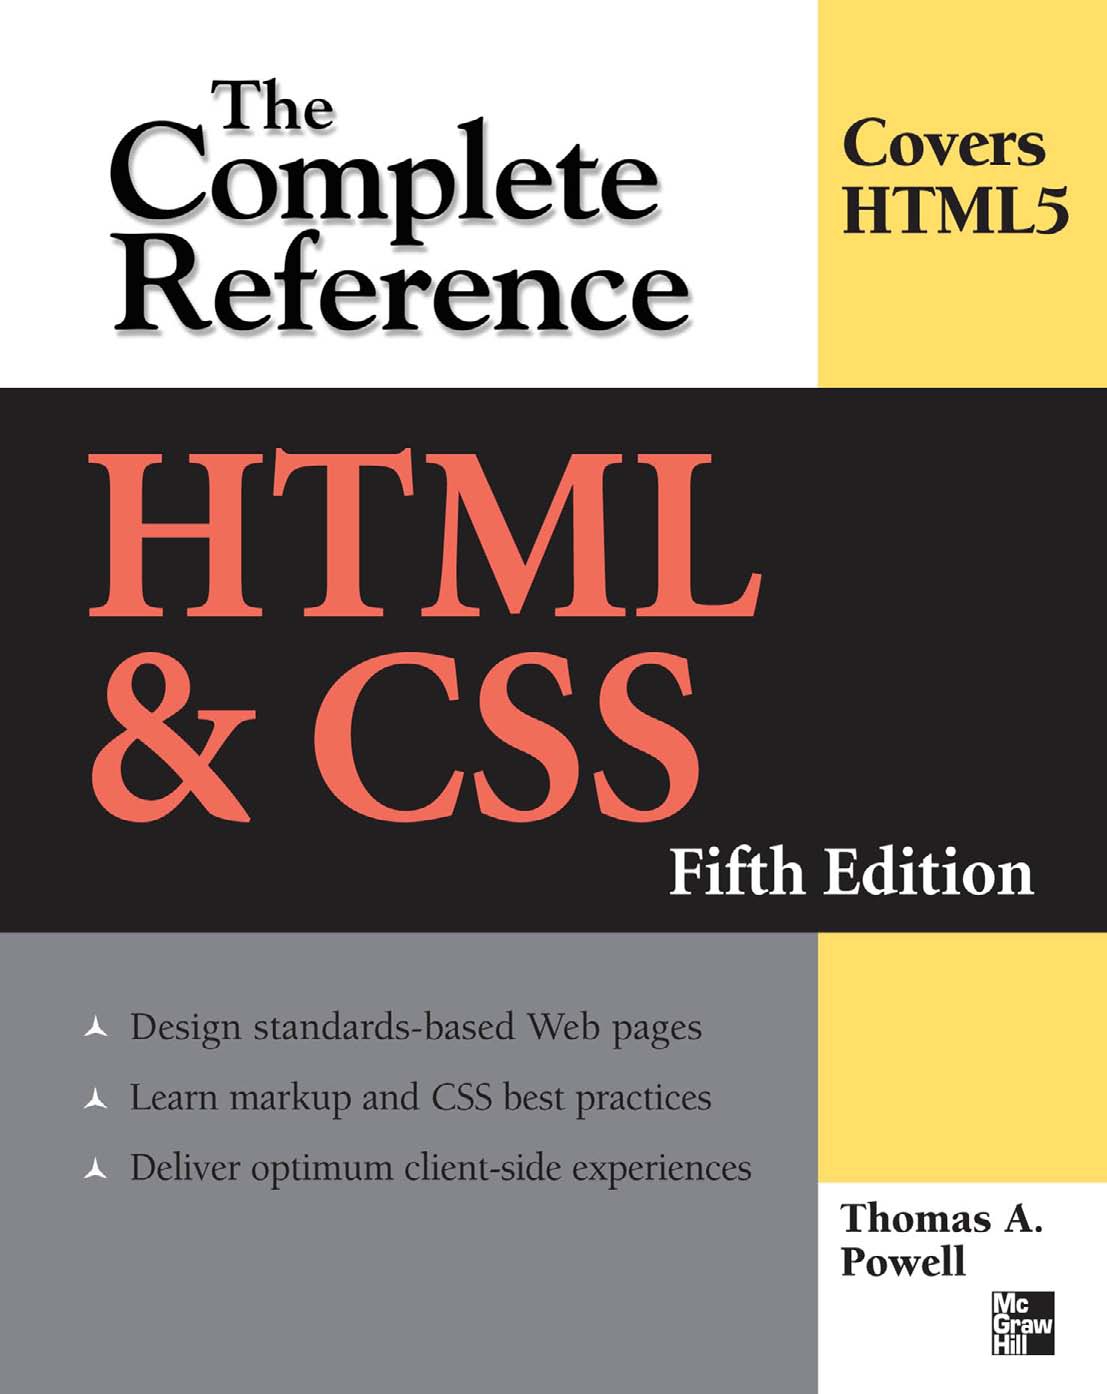 The
Complete
Reference
Covers
HTML5
HTML
& CSS
Fifth Edition
Design standards-based Web pages
Learn markup and CSS best practices
Deliver optimum client-side experiences
Thomas A.
Powell
Mc
Graw
Hill